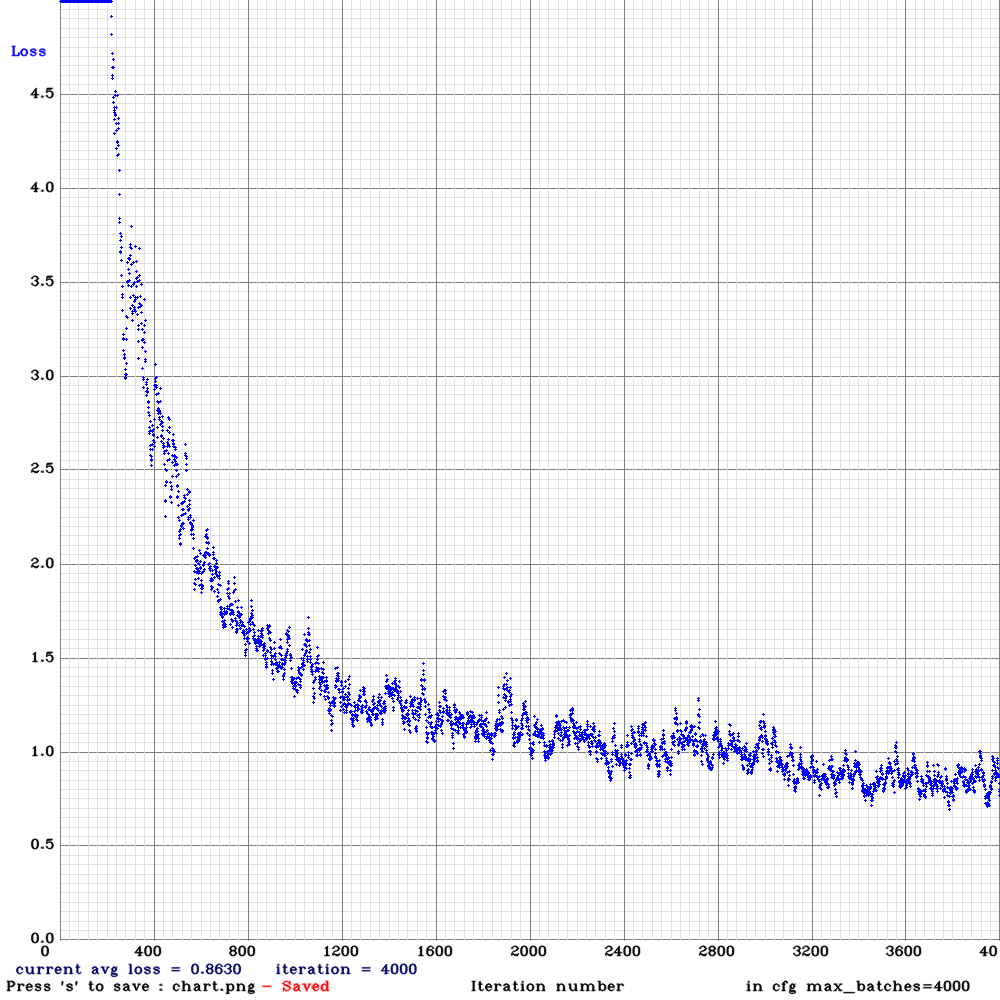 Loss
4.5
4.0
3.5
3.0
2.5
2.0
1.5
1.0
0.5
0.0
0 400 800 1200 1600 2000 2400 2800 3200 3600 40
current avg loss = 0.8630 iteration = 4000
Press 's' to save : chart.png - Saved Iteration number in cfg max_batches=4000